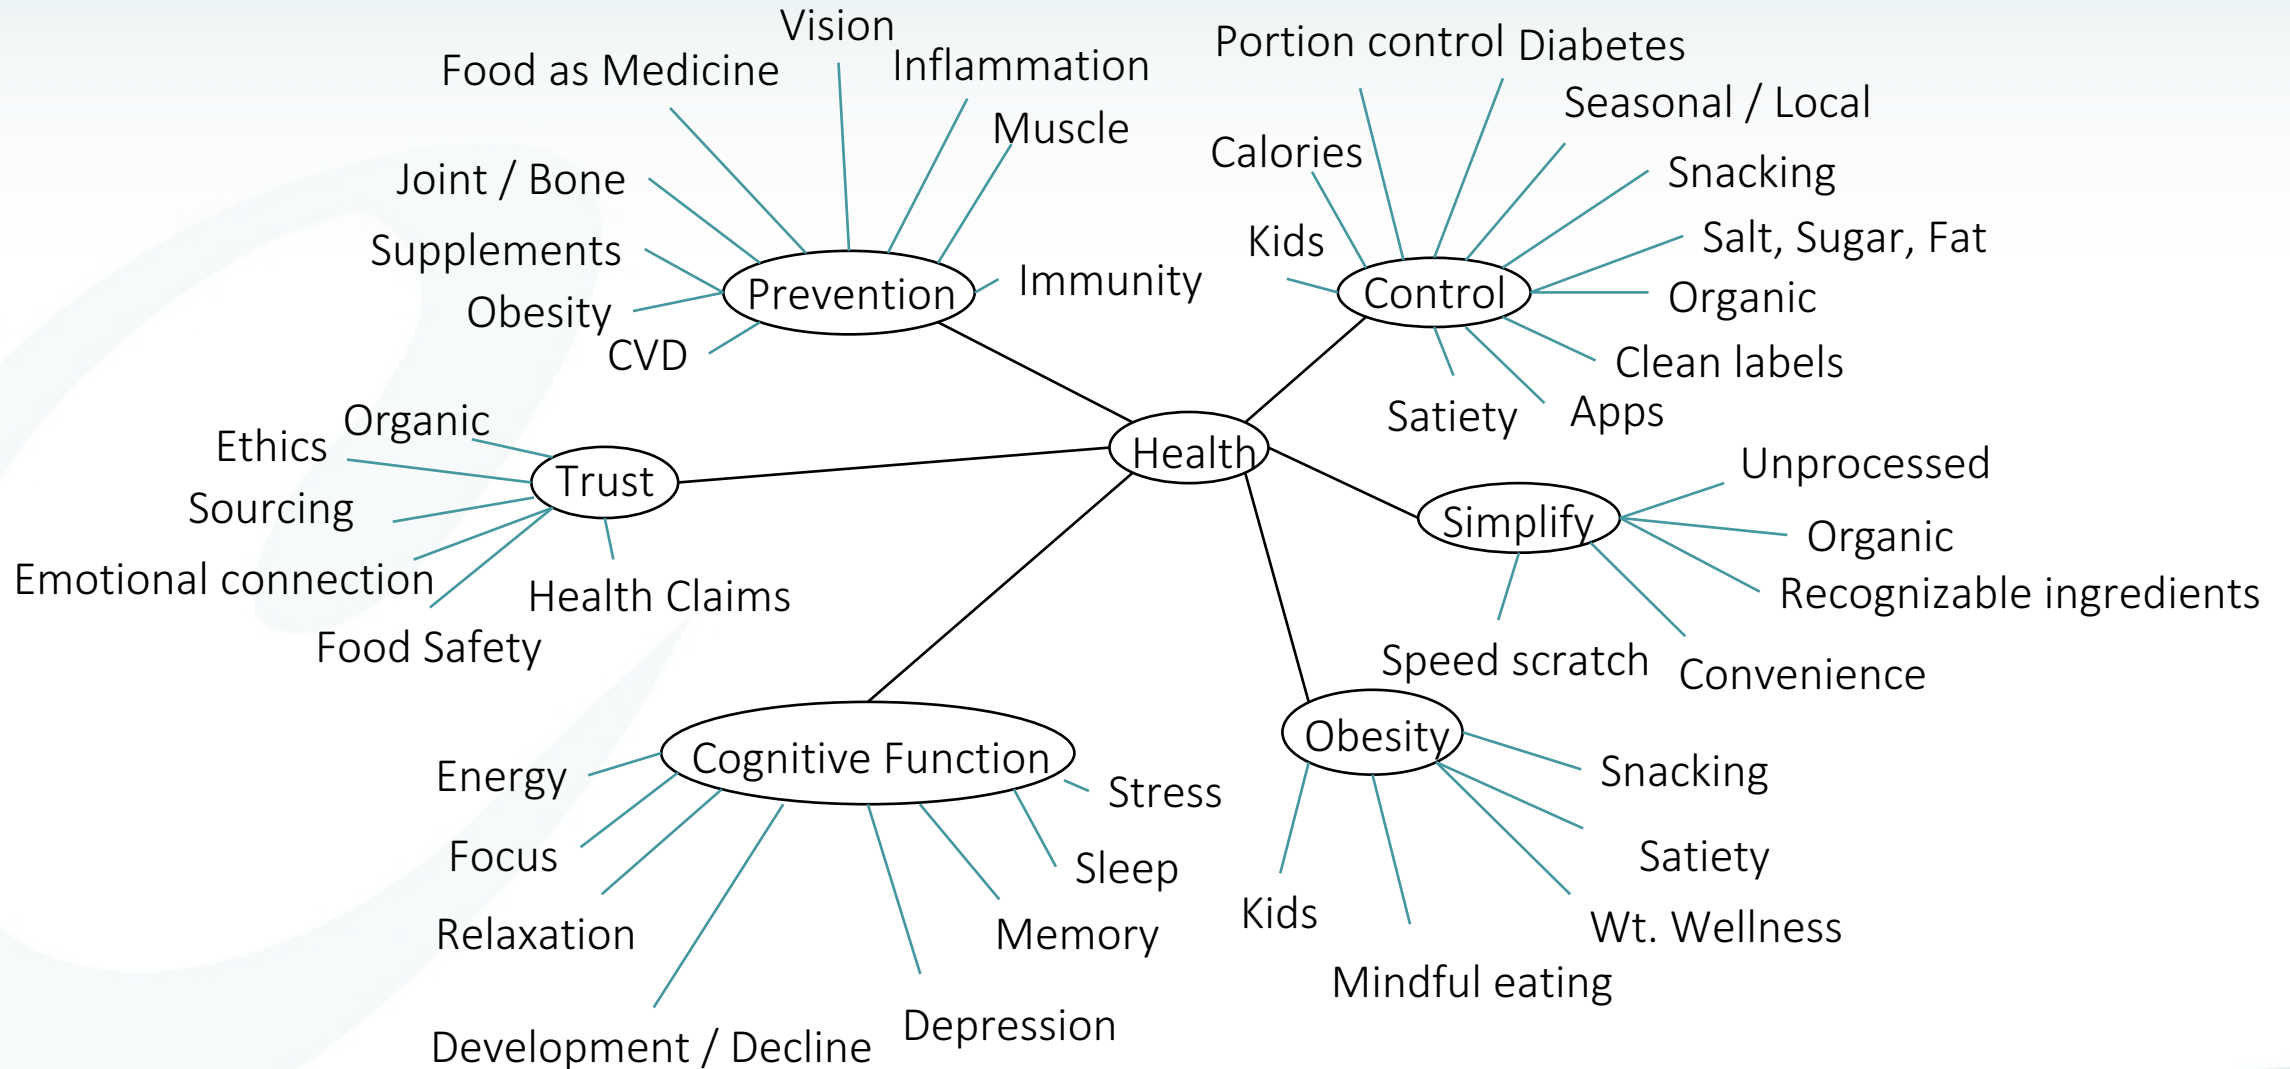 Vision
Food as Medicine
Inflammation
Muscle
Joint / Bone
Supplements
Prevention
Immunity
Obesity
CVD
Portion control
Diabetes
Seasonal / Local
Calories
Snacking
Kids
Salt, Sugar, Fat
Control
Organic
Clean labels
Satiety
Apps
Health
Organic
Ethics
Trust
Sourcing
Emotional connection
Health Claims
Food Safety
Unprocessed
Simplify
Organic
Recognizable ingredients
Speed scratch
Convenience
Cognitive Function
Energy
Stress
Focus
Sleep
Relaxation
Memory
Depression
Development / Decline
Obesity
Snacking
Satiety
Kids
Wt. Wellness
Mindful eating